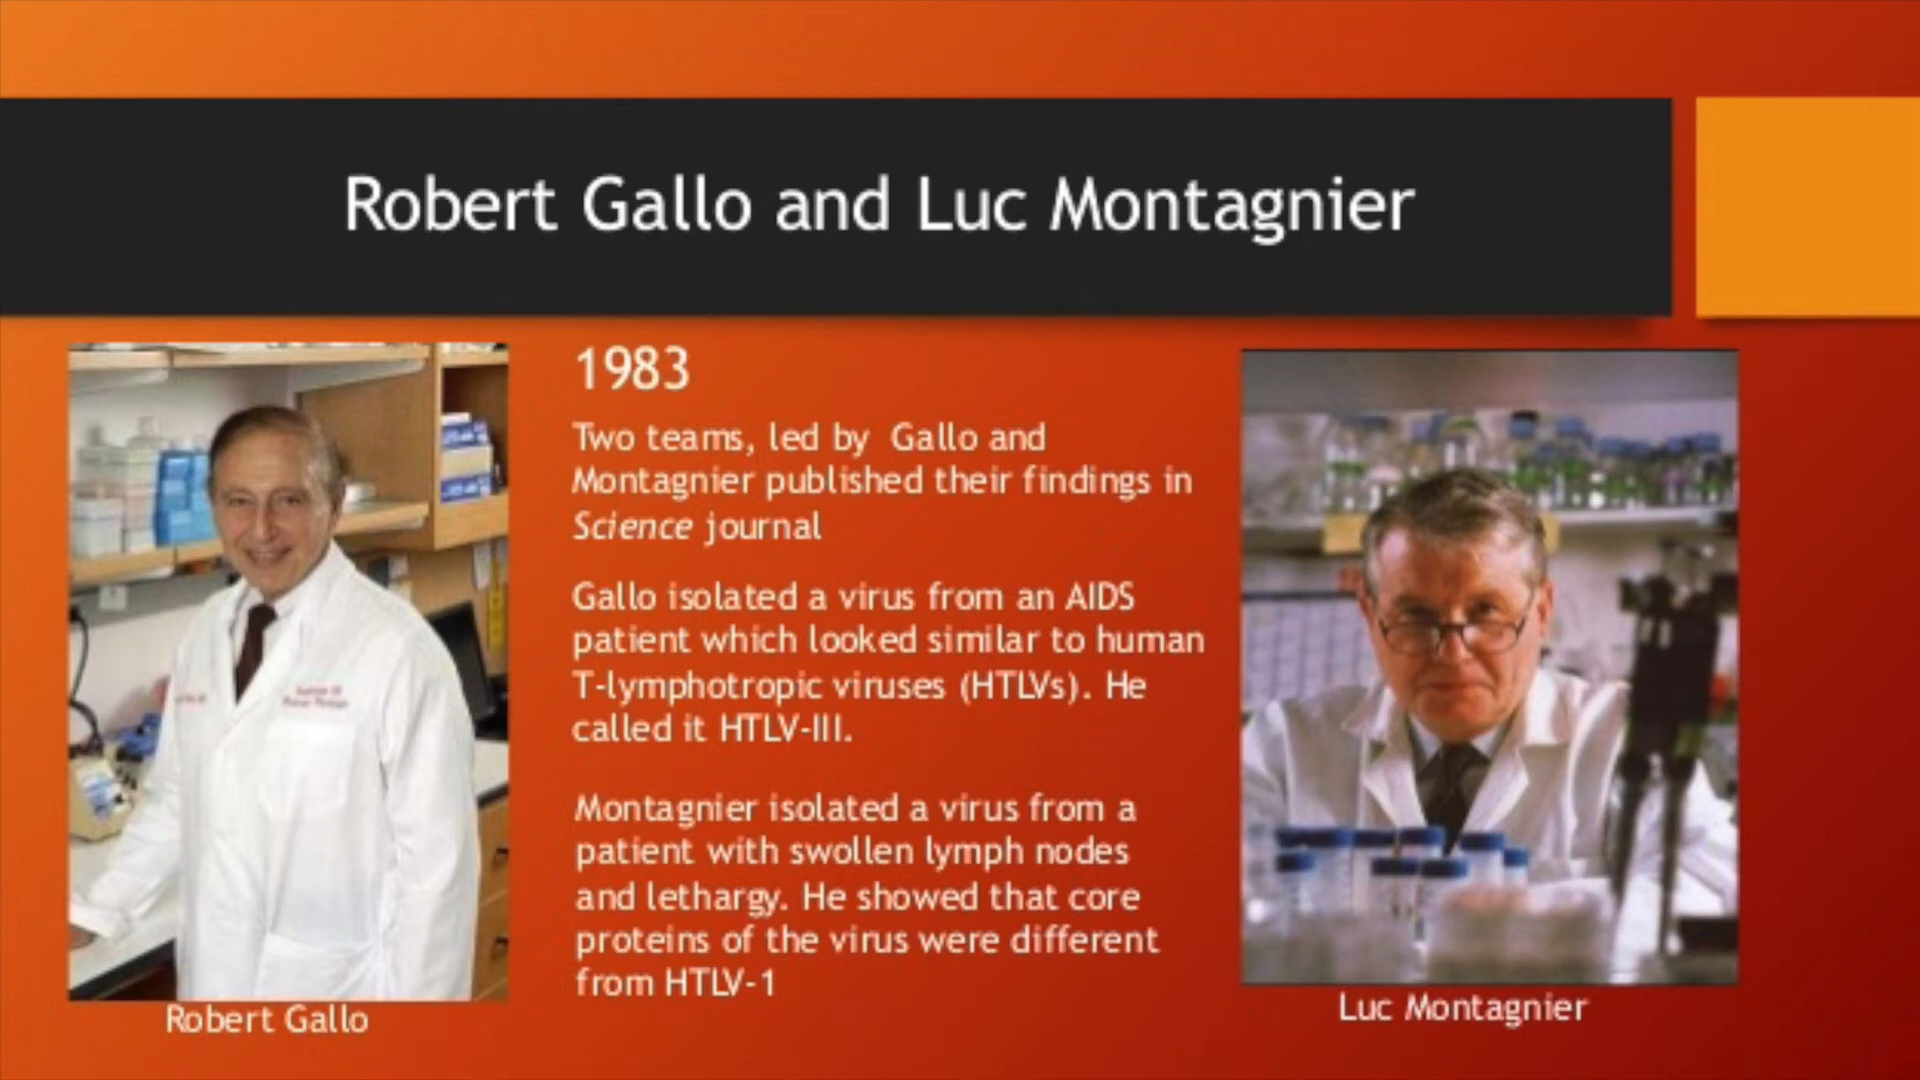 Robert Gallo and Luc Montagnier
1983
Two teams, led by Gallo and
Montagnier published their findings in
Science journal
Gallo isolated a virus from an AIDS
patient which looked similar to human
T-lymphotropic viruses (HTLVs). He
called it HTLV-III.
Montagnier isolated a virus from a
patient with swollen lymph nodes
and lethargy. He showed that core
proteins of the virus were different
from HTLV-1
Robert Gallo
Luc Montagnier